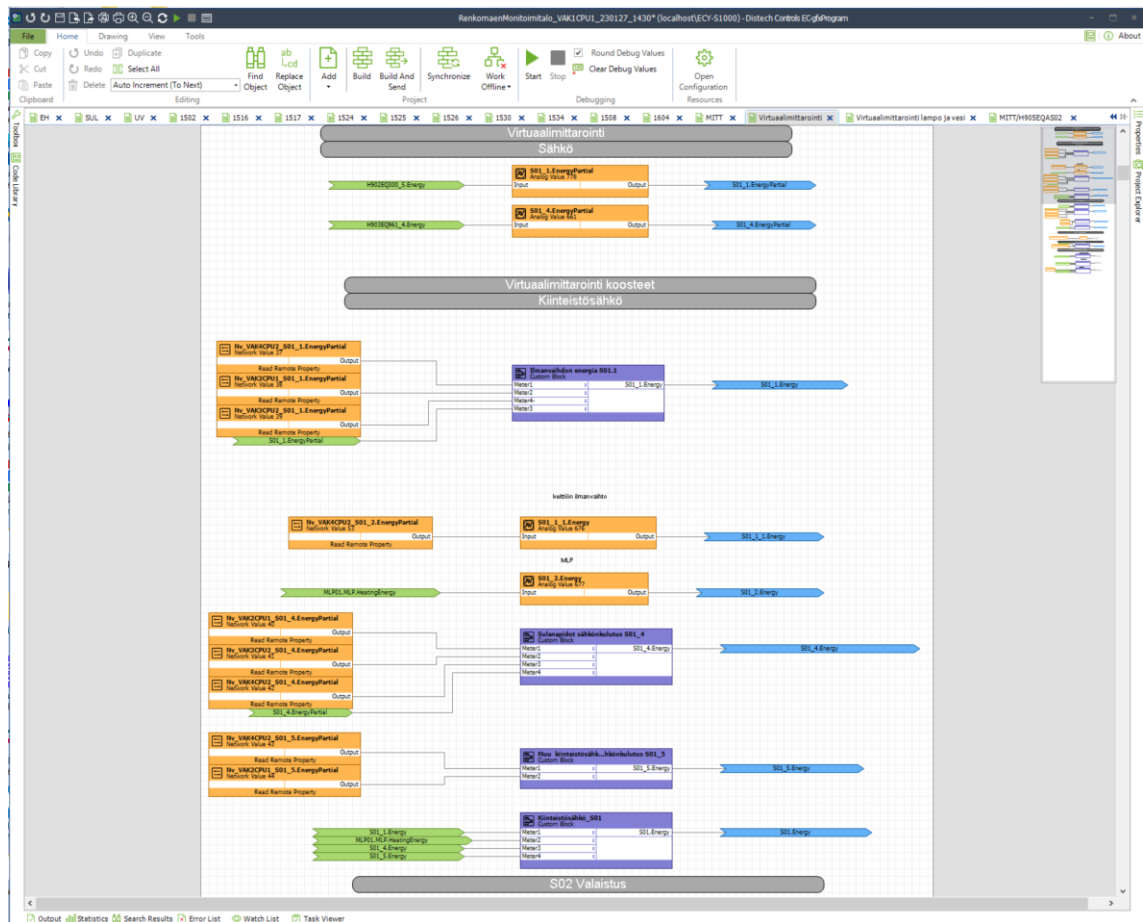 RenkomaenMonitoimitalo_VAK1CPU1_230127_1430* (localhost\ECY-S1000) - Distech Controls EC-gfxProgram
File Home Drawing View Tools About
Copy Undo Duplicate
Cut Redo Select All
Paste Delete Auto Increment (To Next)
Find Object
ab
..cd
Replace Object
Add
Build
Build And Send
Synchronize
Work Offline
Start
Stop
Round Debug Values
Clear Debug Values
Open Configuration
Clipboard Editing Project Debugging Resources
EH SUL UV 1502 1516 1517 1524 1525 1526 1530 1534 1508 1604 MITT Virtuaalimittarointi Virtuaalimittarointi lampo ja vesi MITT/H905EQAS02
Toolbox
Code Library
Properties
Project Explorer
Virtuaalimittarointi
Sähkö
S01_1.EnergyPartial
Analog Value 778
H902EQ300_5.Energy Input Output S01_1.EnergyPartial
S01_4.EnergyPartial
Analog Value 661
H903EQ961_4.Energy Input Output S01_4.EnergyPartial
Virtuaalimittarointi koosteet
Kiinteistösähkö
Nv_VAK4CPU2_S01_1.EnergyPartial
Network Value 37
Output
Read Remote Property
Nv_VAK2CPU1_S01_1.EnergyPartial
Network Value 38
Output
Read Remote Property
Nv_VAK3CPU2_S01_1.EnergyPartial
Network Value 39
Output
Read Remote Property
S01_1.EnergyPartial
Ilmanvaihdon energia S01.1
Custom Block
Meter1 S01_1.Energy S01_1.Energy
Meter2
Meter4-
Meter3
keittiön ilmanvaihto
Nv_VAK4CPU2_S01_2.EnergyPartial
Network Value 53
Output
Read Remote Property
S01_1_1.Energy
Analog Value 676
Input Output S01_1_1.Energy
MLP
S01_2.Energy
Analog Value 677
MLP01.MLP.HeatingEnergy Input Output S01_2.Energy
Nv_VAK2CPU1_S01_4.EnergyPartial
Network Value 40
Output
Read Remote Property
Nv_VAK3CPU2_S01_4.EnergyPartial
Network Value 41
Output
Read Remote Property
Nv_VAK4CPU2_S01_4.EnergyPartial
Network Value 42
Output
Read Remote Property
S01_4.EnergyPartial
Sulanapidot sähkönkulutus S01_4
Custom Block
Meter1 S01_4.Energy S01_4.Energy
Meter2
Meter3
Meter4
Nv_VAK4CPU2_S01_5.EnergyPartial
Network Value 43
Output
Read Remote Property
Nv_VAK2CPU1_S01_5.EnergyPartial
Network Value 44
Output
Read Remote Property
Muu kiinteistösähk...hkönkulutus S01_5
Custom Block
Meter1 S01_5.Energy S01_5.Energy
Meter2
Kiinteistösähkö_S01
Custom Block
S01_1.Energy Meter1 S01.Energy S01.Energy
MLP01.MLP.HeatingEnergy Meter2
S01_4.Energy Meter3
S01_5.Energy Meter4
S02 Valaistus
Output Statistics Search Results Error List Watch List Task Viewer